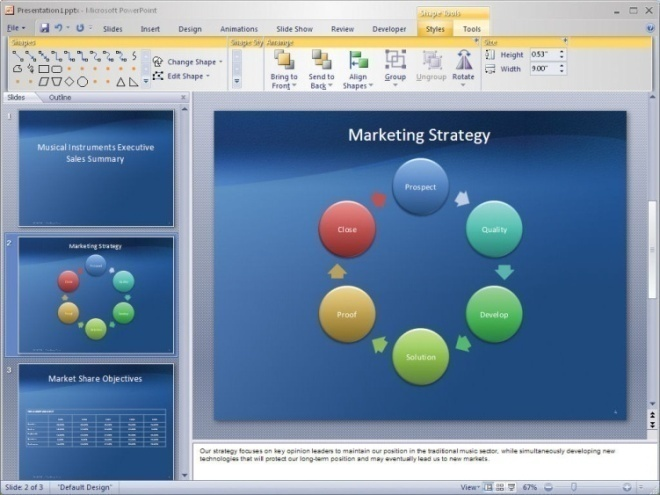 Presentation1.pptx - Microsoft PowerPoint
Shape Tools
File
Slides Insert Design Animations Slide Show Review Developer Styles Tools
Shapes Shape Sty Arrange Size
Change Shape
Edit Shape
Bring to Front
Send to Back
Align Shapes
Group
Ungroup
Rotate
Height 0.53"
Width 9.00"
Slides Outline
1
Musical Instruments Executive
Sales Summary
2
Marketing Strategy
3
Market Share Objectives
Marketing Strategy
Prospect
Quality
Develop
Solution
Proof
Close
Our strategy focuses on key opinion leaders to maintain our position in the traditional music sector, while simultaneously developing new
technologies that will protect our long-term position and may eventually lead us to new markets.
Slide: 2 of 3 "Default Design" View 67%